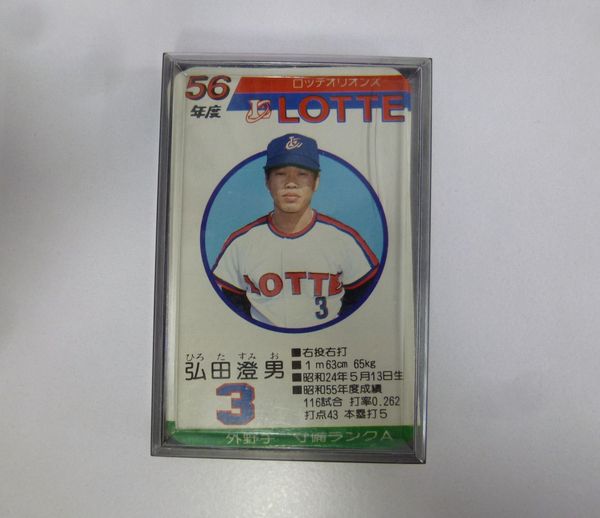 56
年度
ロッテオリオンズ
LOTTE
LOTTE
3
ひろ た すみ お
弘田澄男
3
■右投右打
■1m63cm 65kg
■昭和24年5月13日生
■昭和55年度成績
116試合 打率0.262
打点43 本塁打5
外野手 守備ランクA